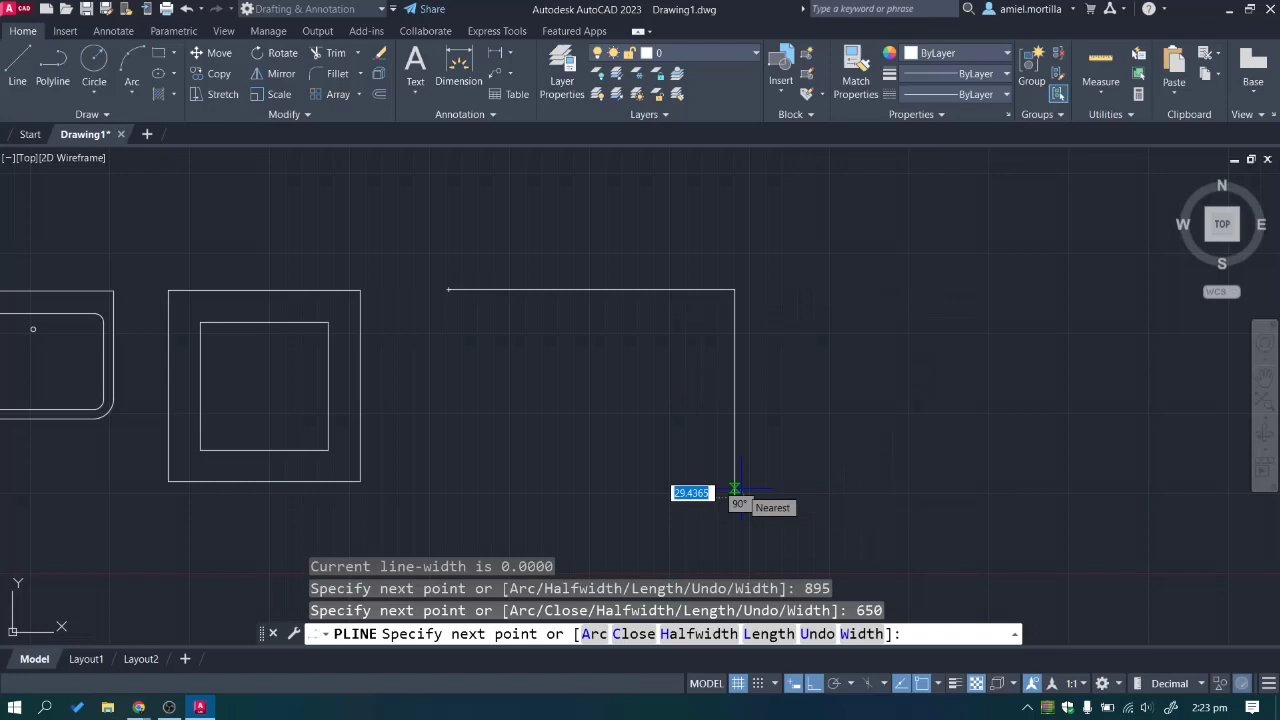 CAD
Drafting & Annotation
Share
Autodesk AutoCAD 2023 Drawing1.dwg
Type a keyword or phrase
amiel.mortilla
Home Insert Annotate Parametric View Manage Output Add-ins Collaborate Express Tools Featured Apps
Line Polyline Circle Arc
Move Rotate Trim
Copy Mirror Fillet
Stretch Scale Array
Text Dimension
Table
Layer Properties
0
Insert
Match Properties
ByLayer
ByLayer
ByLayer
Group
Measure
Paste
Base
Draw Modify Annotation Layers Block Properties Groups Utilities Clipboard View
Start Drawing1*
[−][Top][2D Wireframe]
N
W TOP E
S
WCS
29.4365
90°
Nearest
Current line-width is 0.0000
Specify next point or [Arc/Halfwidth/Length/Undo/Width]: 895
Specify next point or [Arc/Close/Halfwidth/Length/Undo/Width]: 650
PLINE Specify next point or [Arc Close Halfwidth Length Undo Width]:
Y
X
Model Layout1 Layout2
MODEL 1:1 Decimal
2:23 pm